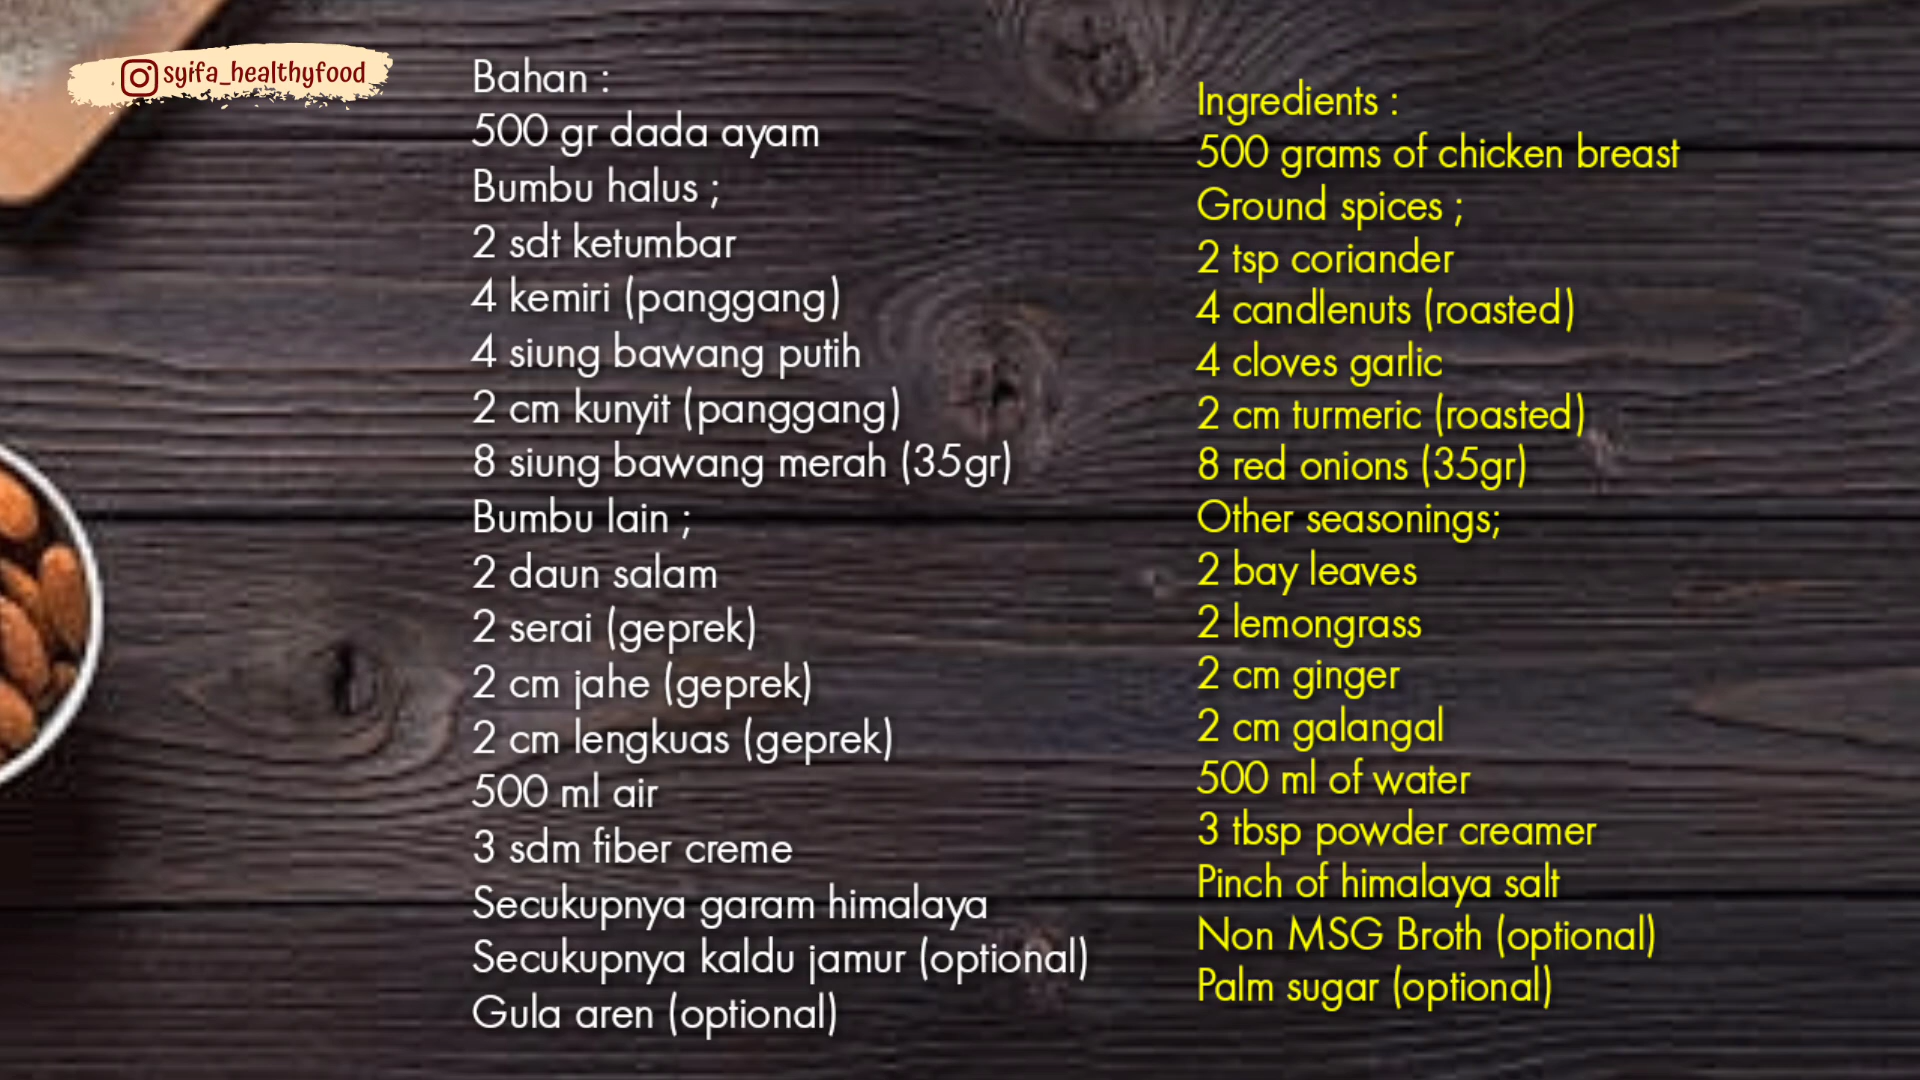 syifa_healthyfood
Bahan :
500 gr dada ayam
Bumbu halus ;
2 sdt ketumbar
4 kemiri (panggang)
4 siung bawang putih
2 cm kunyit (panggang)
8 siung bawang merah (35gr)
Bumbu lain ;
2 daun salam
2 serai (geprek)
2 cm jahe (geprek)
2 cm lengkuas (geprek)
500 ml air
3 sdm fiber creme
Secukupnya garam himalaya
Secukupnya kaldu jamur (optional)
Gula aren (optional)
Ingredients :
500 grams of chicken breast
Ground spices ;
2 tsp coriander
4 candlenuts (roasted)
4 cloves garlic
2 cm turmeric (roasted)
8 red onions (35gr)
Other seasonings;
2 bay leaves
2 lemongrass
2 cm ginger
2 cm galangal
500 ml of water
3 tbsp powder creamer
Pinch of himalaya salt
Non MSG Broth (optional)
Palm sugar (optional)